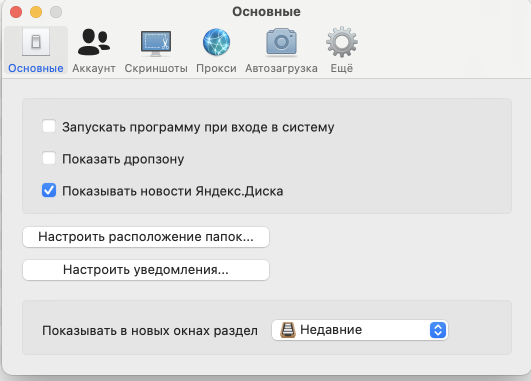 Основные
Основные Аккаунт Скриншоты Прокси Автозагрузка Ещё
Запускать программу при входе в систему
Показать дропзону
Показывать новости Яндекс.Диска
Настроить расположение папок...
Настроить уведомления...
Показывать в новых окнах раздел Недавние